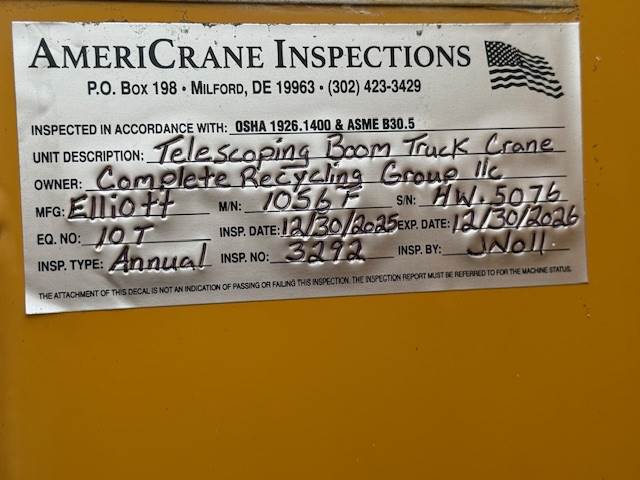 AMERICRANE INSPECTIONS
P.O. BOX 198 • MILFORD, DE 19963 • (302) 423-3429
INSPECTED IN ACCORDANCE WITH: OSHA 1926.1400 & ASME B30.5
UNIT DESCRIPTION: Telescoping Boom Truck Crane
OWNER: Complete Recycling Group llc
MFG: Elliott M/N: 1056 F S/N: HW.5076
EQ. NO: 10T INSP. DATE: 12/30/2025 EXP. DATE: 12/30/2026
INSP. TYPE: Annual INSP. NO: 3292 INSP. BY: JNoll
THE ATTACHMENT OF THIS DECAL IS NOT AN INDICATION OF PASSING OR FAILING THIS INSPECTION. THE INSPECTION REPORT MUST BE REFERRED TO FOR THE MACHINE STATUS.